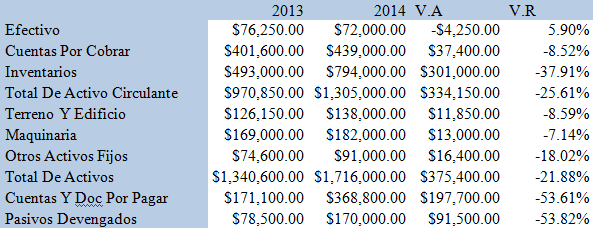 2013 2014 V.A V.R
Efectivo $76,250.00 $72,000.00 -$4,250.00 5.90%
Cuentas Por Cobrar $401,600.00 $439,000.00 $37,400.00 -8.52%
Inventarios $493,000.00 $794,000.00 $301,000.00 -37.91%
Total De Activo Circulante $970,850.00 $1,305,000.00 $334,150.00 -25.61%
Terreno Y Edificio $126,150.00 $138,000.00 $11,850.00 -8.59%
Maquinaria $169,000.00 $182,000.00 $13,000.00 -7.14%
Otros Activos Fijos $74,600.00 $91,000.00 $16,400.00 -18.02%
Total De Activos $1,340,600.00 $1,716,000.00 $375,400.00 -21.88%
Cuentas Y Doc Por Pagar $171,100.00 $368,800.00 $197,700.00 -53.61%
Pasivos Devengados $78,500.00 $170,000.00 $91,500.00 -53.82%